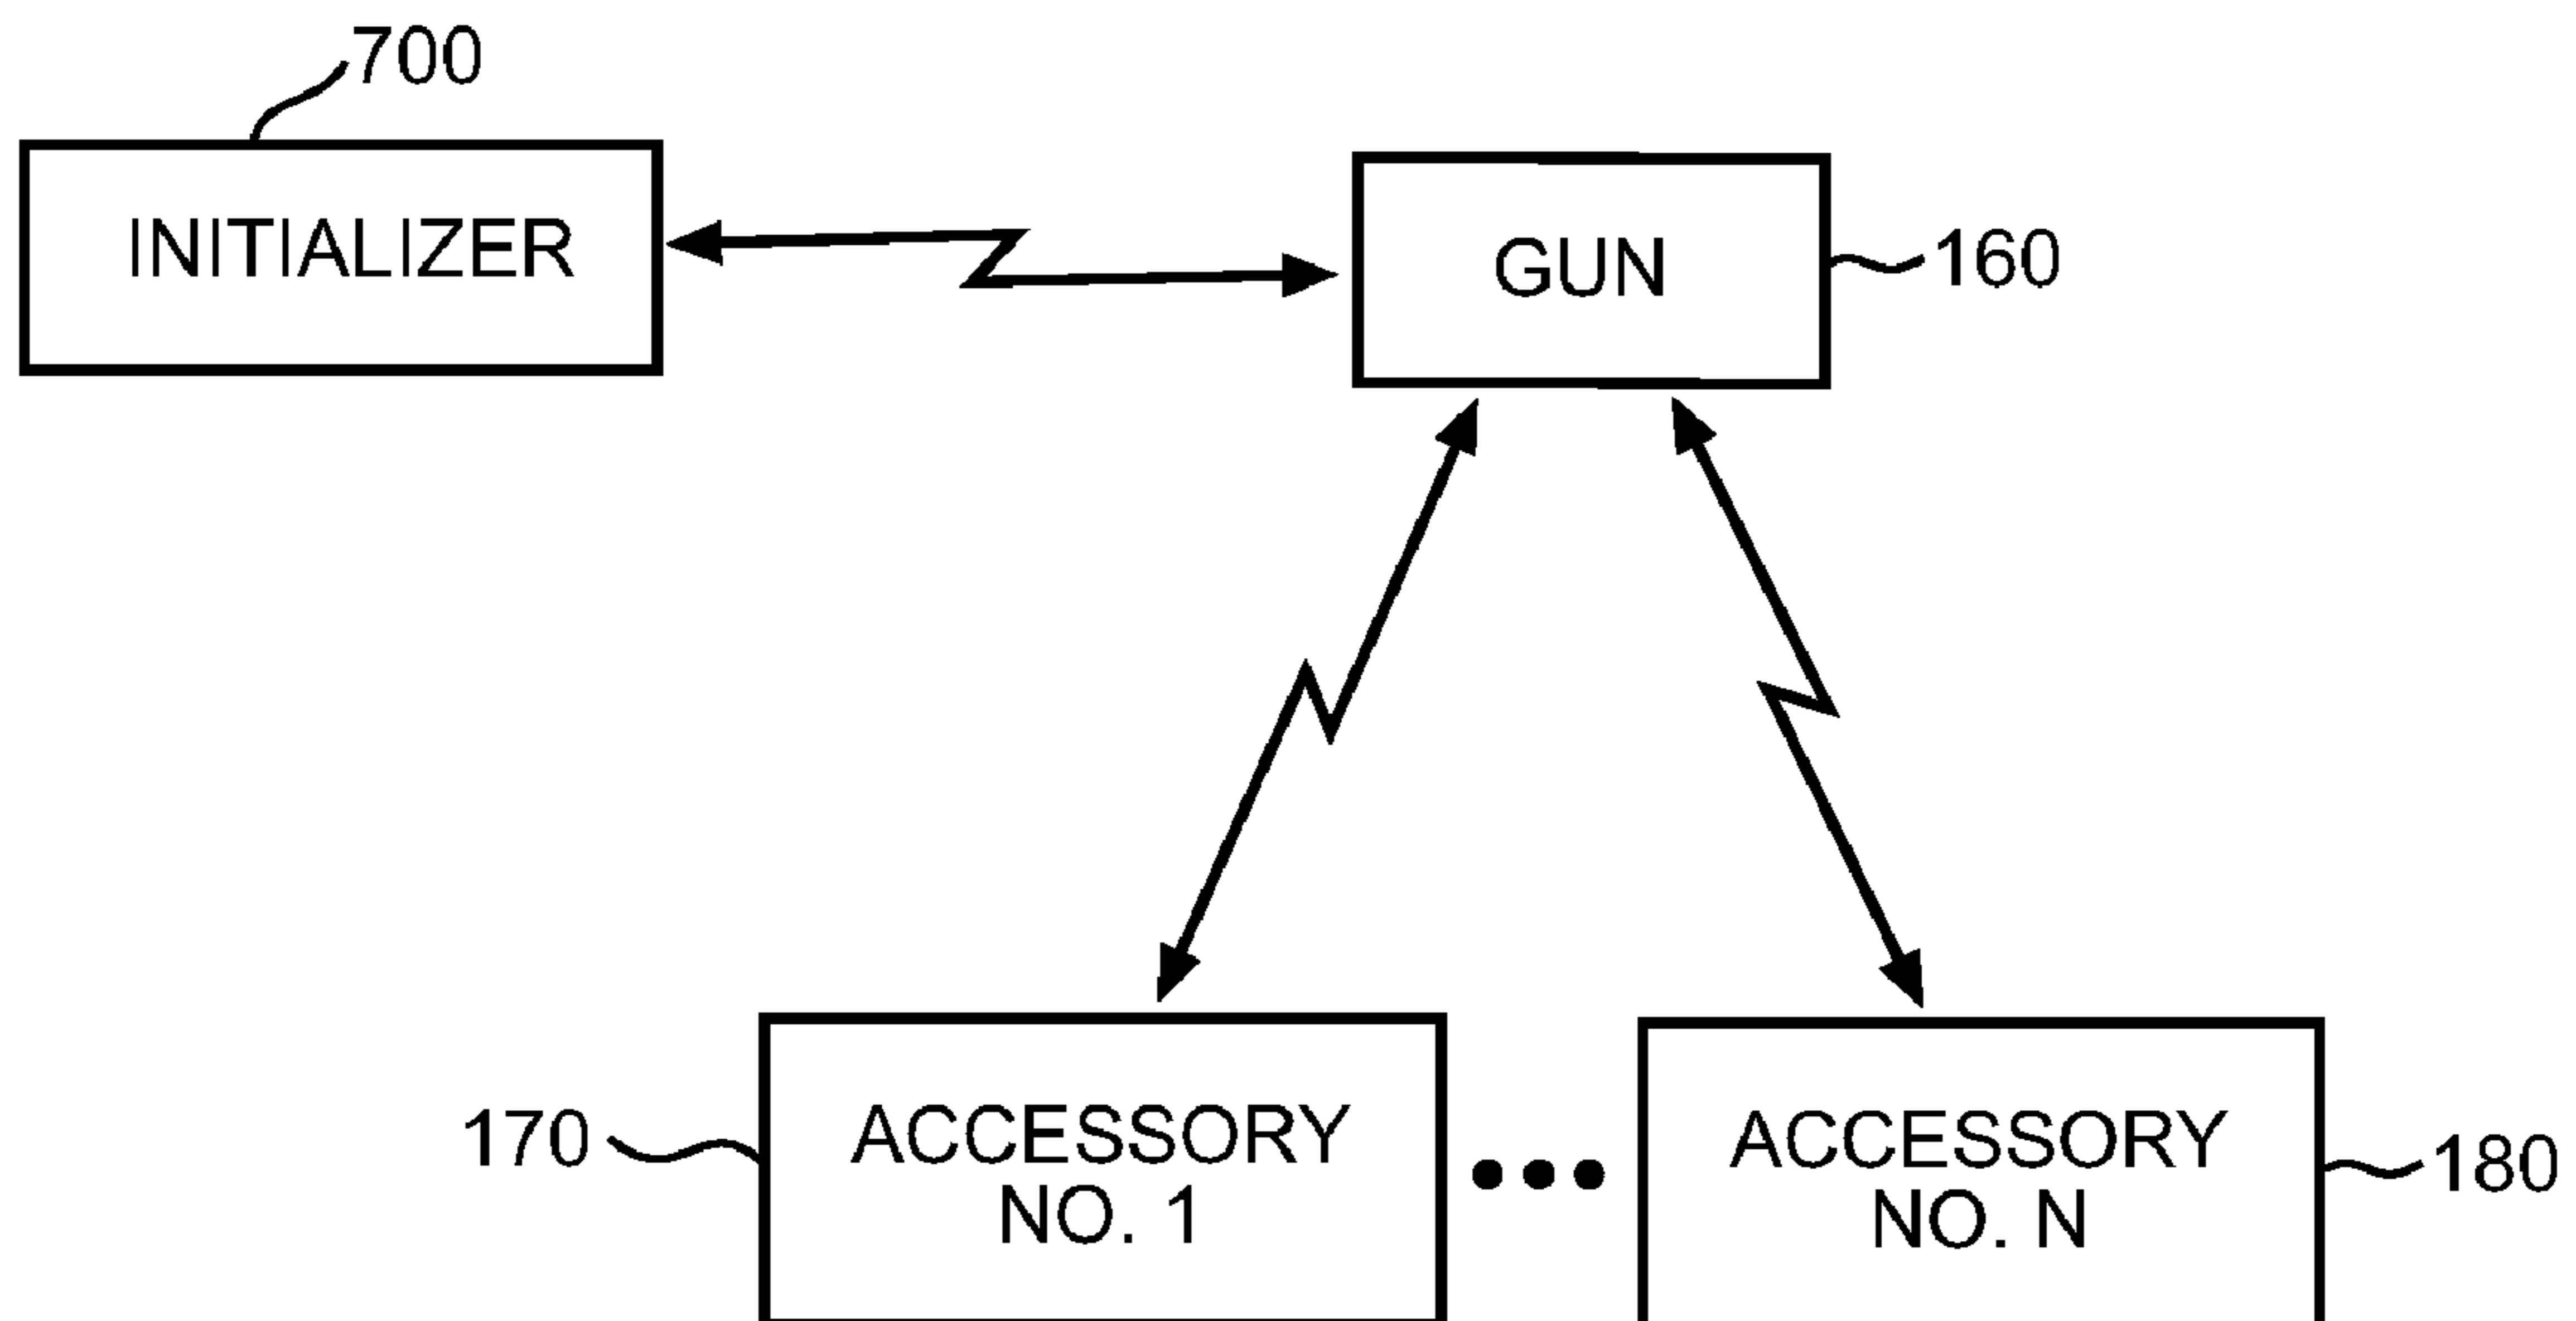 700
INITIALIZER
GUN
160
170
ACCESSORY
NO. 1
ACCESSORY
NO. N
180